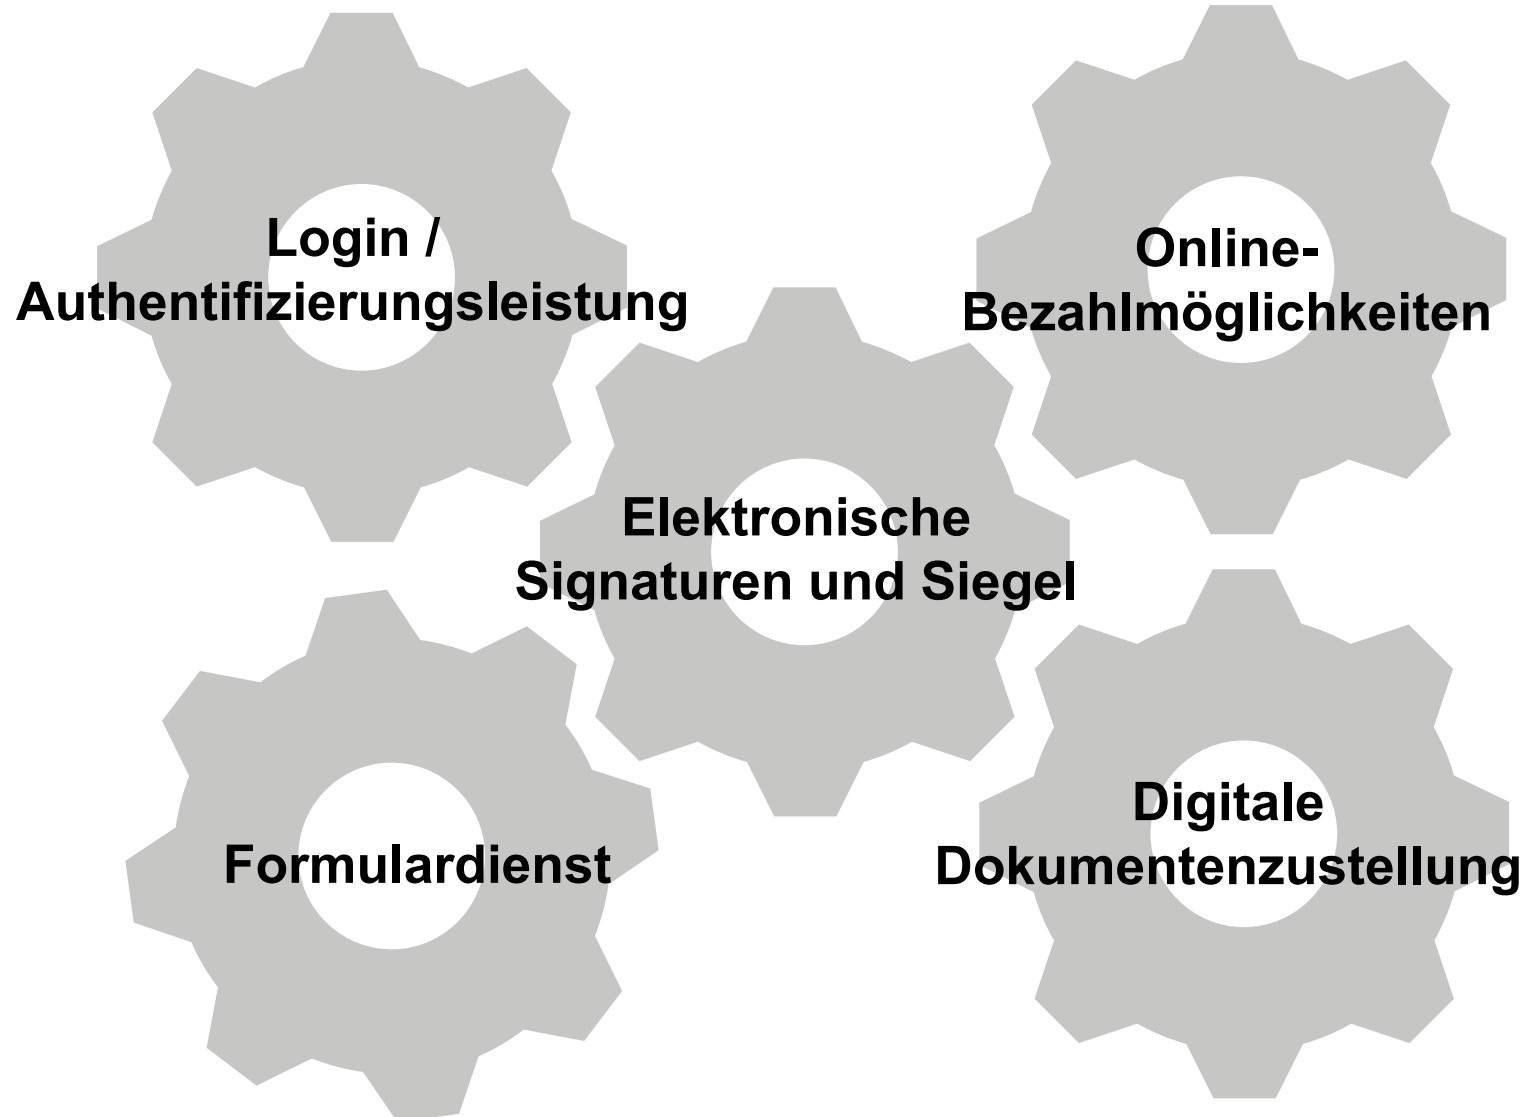 Login /
Authentifizierungsleistung
Online-
Bezahlmöglichkeiten
Elektronische
Signaturen und Siegel
Formulardienst
Digitale
Dokumentenzustellung